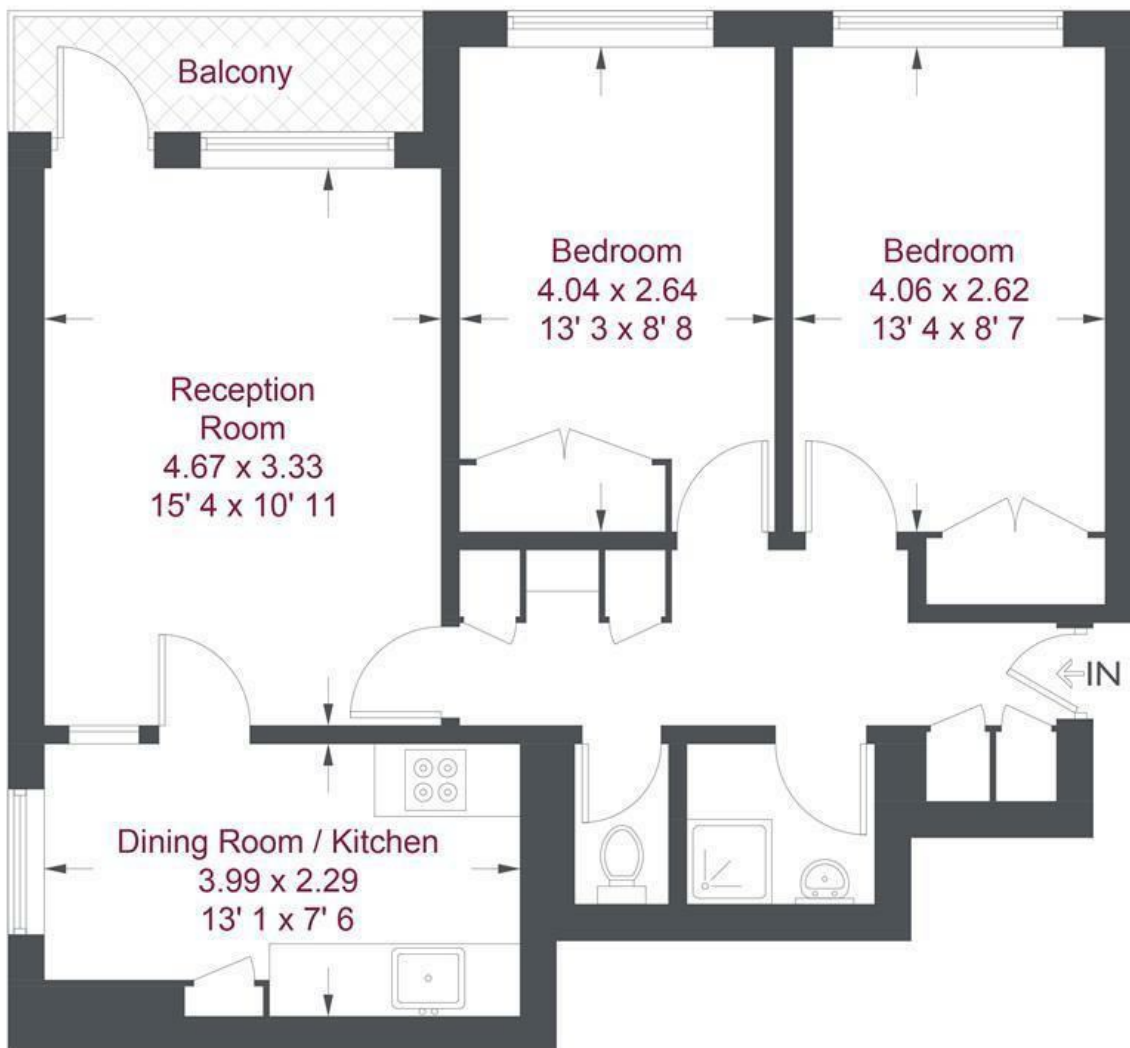 Balcony
Bedroom
4.04 x 2.64
13' 3 x 8' 8
Bedroom
4.06 x 2.62
13' 4 x 8' 7
Reception
Room
4.67 x 3.33
15' 4 x 10' 11
IN
Dining Room / Kitchen
3.99 x 2.29
13' 1 x 7' 6